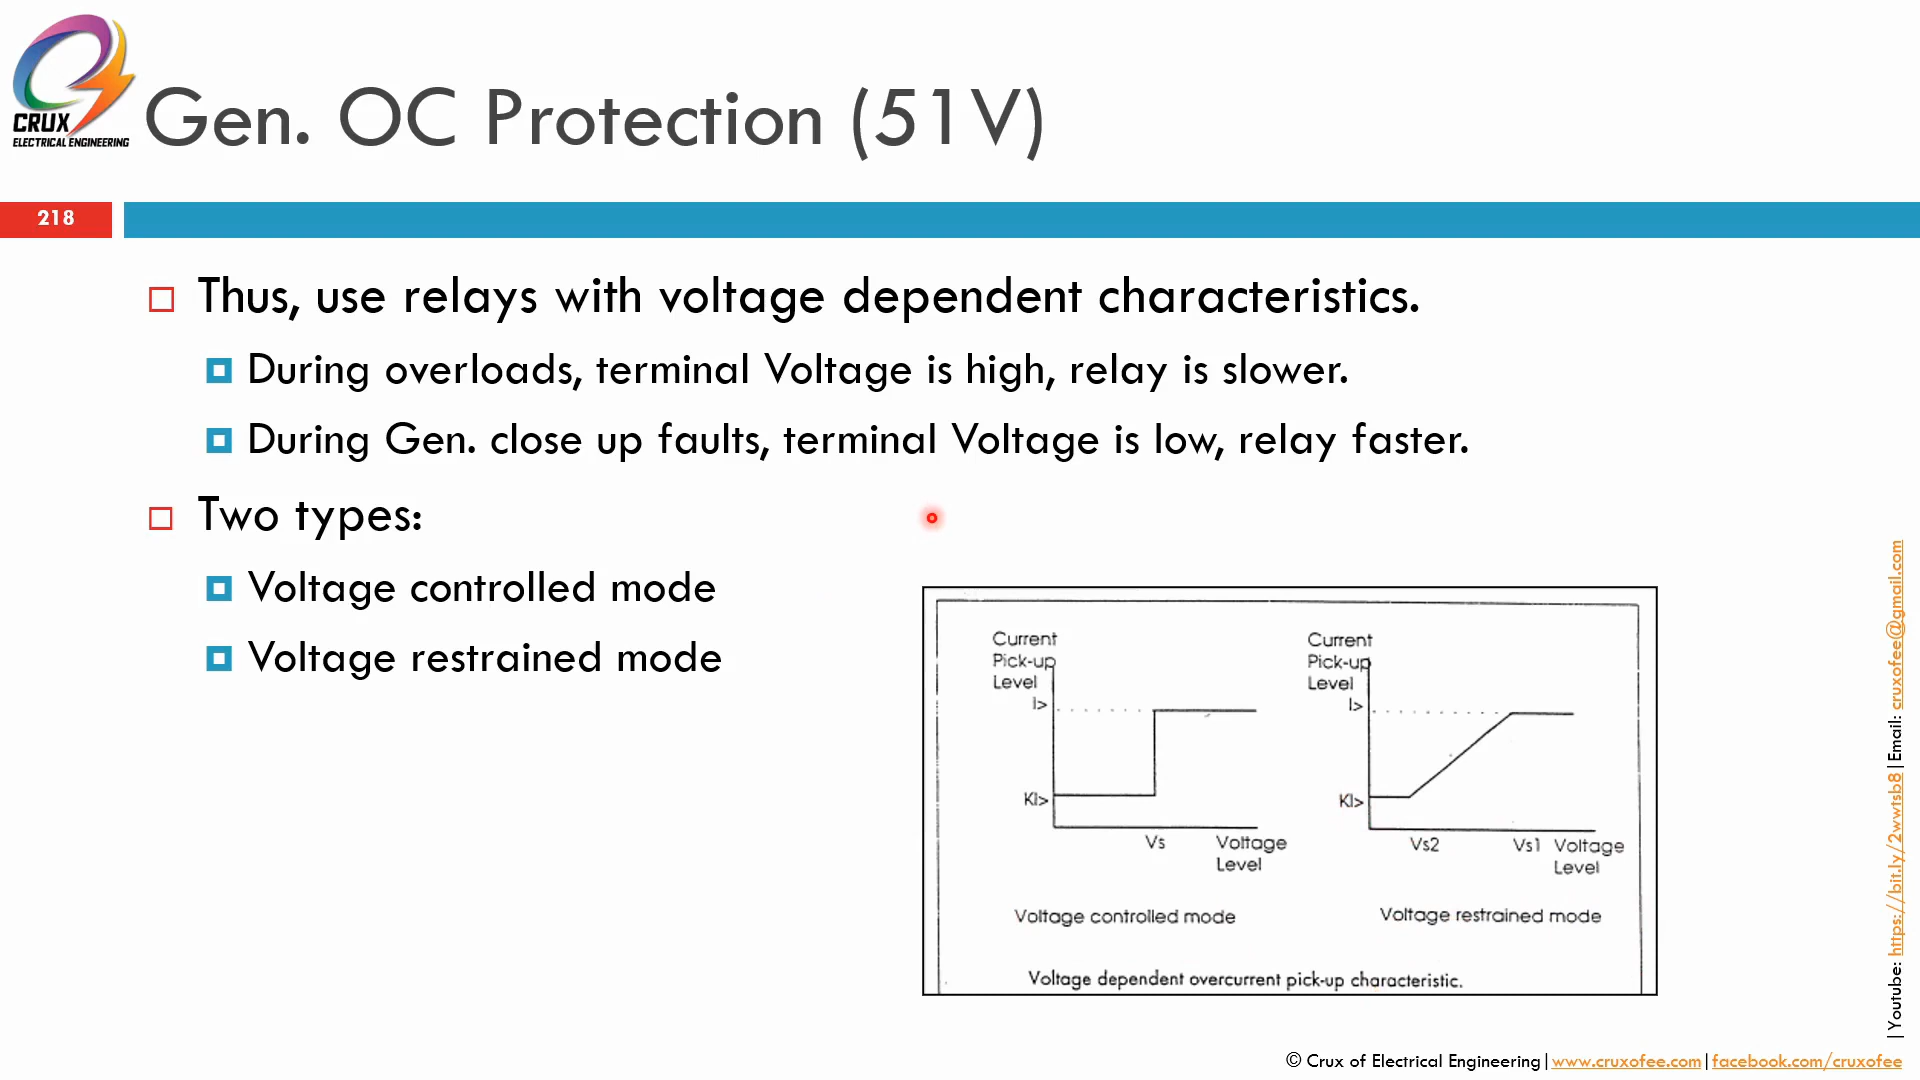 CRUX
ELECTRICAL ENGINEERING
Gen. OC Protection (51V)
218
Thus, use relays with voltage dependent characteristics.
During overloads, terminal Voltage is high, relay is slower.
During Gen. close up faults, terminal Voltage is low, relay faster.
Two types:
Voltage controlled mode
Voltage restrained mode
Current
Pick-up
Level
I>
KI>
Vs
Voltage
Level
Voltage controlled mode
Current
Pick-up
Level
I>
KI>
Vs2
Vs1
Voltage
Level
Voltage restrained mode
Voltage dependent overcurrent pick-up characteristic.
|Youtube: https://bit.ly/2wwtsb8|Email: cruxofee@gmail.com
© Crux of Electrical Engineering|www.cruxofee.com|facebook.com/cruxofee